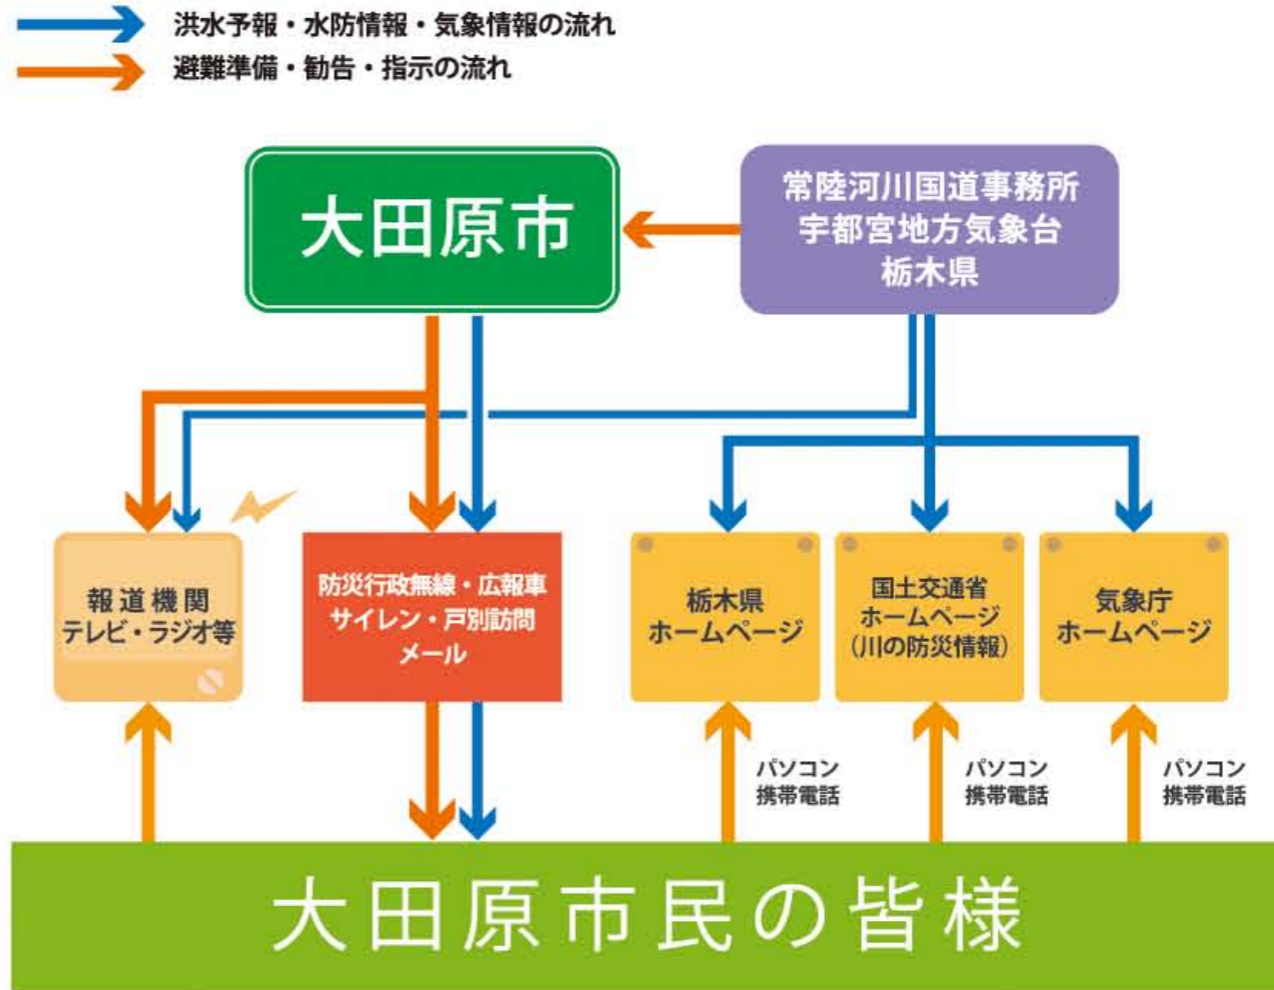 洪水予報・水防情報・気象情報の流れ
避難準備・勧告・指示の流れ
大田原市
常陸河川国道事務所
宇都宮地方気象台
栃木県
報道機関
テレビ・ラジオ等
防災行政無線・広報車
サイレン・戸別訪問
メール
栃木県
ホームページ
国土交通省
ホームページ
（川の防災情報）
気象庁
ホームページ
パソコン
携帯電話
パソコン
携帯電話
パソコン
携帯電話
大田原市民の皆様